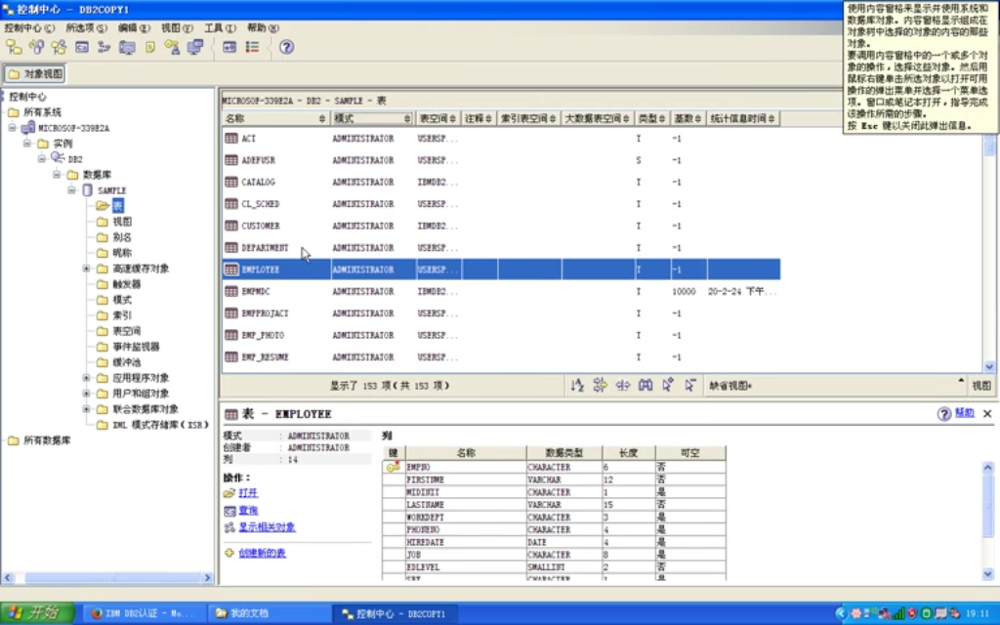 控制中心 - DB2COPY1
控制中心(C) 所选项(S) 编辑(E) 视图(V) 工具(T) 帮助(H)
对象视图
使用内容窗格来显示并使用系统和
数据库对象。内容窗格显示组成在
对象树中选择的对象的内容的那些
对象。
要调用内容窗格中的一个或多个对
象的操作，选择这些对象。然后用
鼠标右键单击所选对象以打开可用
操作的弹出菜单并选择一个菜单选
项。窗口或笔记本打开，指导完成
该操作所需的步骤。
按 Esc 键以关闭此弹出信息。
控制中心
所有系统
MICROSOF-339E2A
实例
DB2
数据库
SAMPLE
表
视图
别名
昵称
高速缓存对象
触发器
模式
索引
表空间
事件监视器
缓冲池
应用程序对象
用户和组对象
联合数据库对象
XML 模式存储库(XSR)
所有数据库
MICROSOF-339E2A - DB2 - SAMPLE - 表
名称 模式 表空间 注释 索引表空间 大数据表空间 类型 基数 统计信息时间
ACT ADMINISTRATOR USERSP... T -1
ADEFUSR ADMINISTRATOR USERSP... S -1
CATALOG ADMINISTRATOR IBMDB2... T -1
CL_SCHED ADMINISTRATOR USERSP... T -1
CUSTOMER ADMINISTRATOR IBMDB2... T -1
DEPARTMENT ADMINISTRATOR USERSP... T -1
EMPLOYEE ADMINISTRATOR USERSP... T -1
EMPMDC ADMINISTRATOR IBMDB2... T 10000 20-2-24 下午...
EMPPROJACT ADMINISTRATOR USERSP... T -1
EMP_PHOTO ADMINISTRATOR USERSP... T -1
EMP_RESUME ADMINISTRATOR USERSP... T -1
显示了 153 项(共 153 项) 缺省视图* 视图
表 - EMPLOYEE 帮助
模式 : ADMINISTRATOR
创建者 : ADMINISTRATOR
列 : 14
操作：
打开
查询
显示相关对象
创建新的表
列
键 名称 数据类型 长度 可空
EMPNO CHARACTER 6 否
FIRSTNME VARCHAR 12 否
MIDINIT CHARACTER 1 是
LASTNAME VARCHAR 15 否
WORKDEPT CHARACTER 3 是
PHONENO CHARACTER 4 是
HIREDATE DATE 4 是
JOB CHARACTER 8 是
EDLEVEL SMALLINT 2 否
SEX CHARACTER 1 是
开始 IBM DB2认证 - Mo... 我的文档 控制中心 - DB2COPY1 19:11